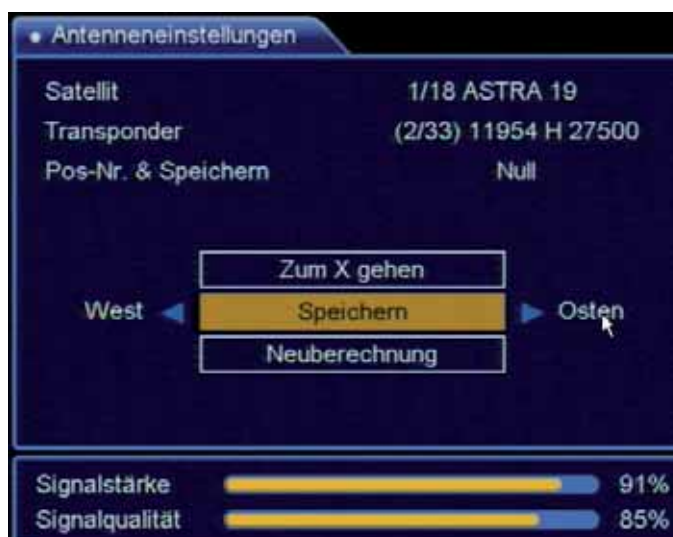 Antenneneinstellungen
Satellit 1/18 ASTRA 19
Transponder (2/33) 11954 H 27500
Pos-Nr. & Speichern Null
Zum X gehen
West Speichern Osten
Neuberechnung
Signalstärke 91%
Signalqualität 85%